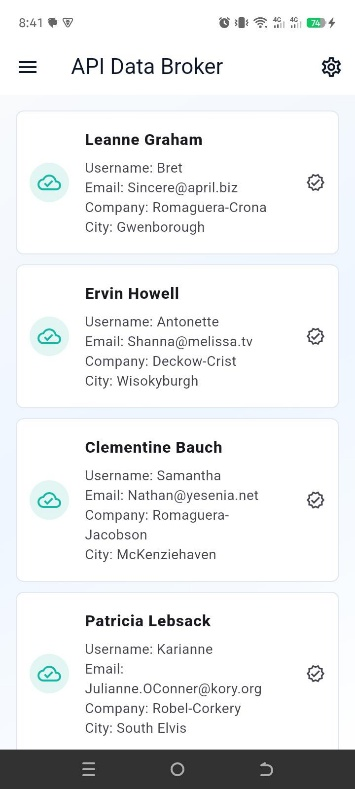 8:41
4G 4G 74
API Data Broker
Leanne Graham
Username: Bret
Email: Sincere@april.biz
Company: Romaguera-Crona
City: Gwenborough
Ervin Howell
Username: Antonette
Email: Shanna@melissa.tv
Company: Deckow-Crist
City: Wisokyburgh
Clementine Bauch
Username: Samantha
Email: Nathan@yesenia.net
Company: Romaguera-
Jacobson
City: McKenziehaven
Patricia Lebsack
Username: Karianne
Email:
Julianne.OConner@kory.org
Company: Robel-Corkery
City: South Elvis